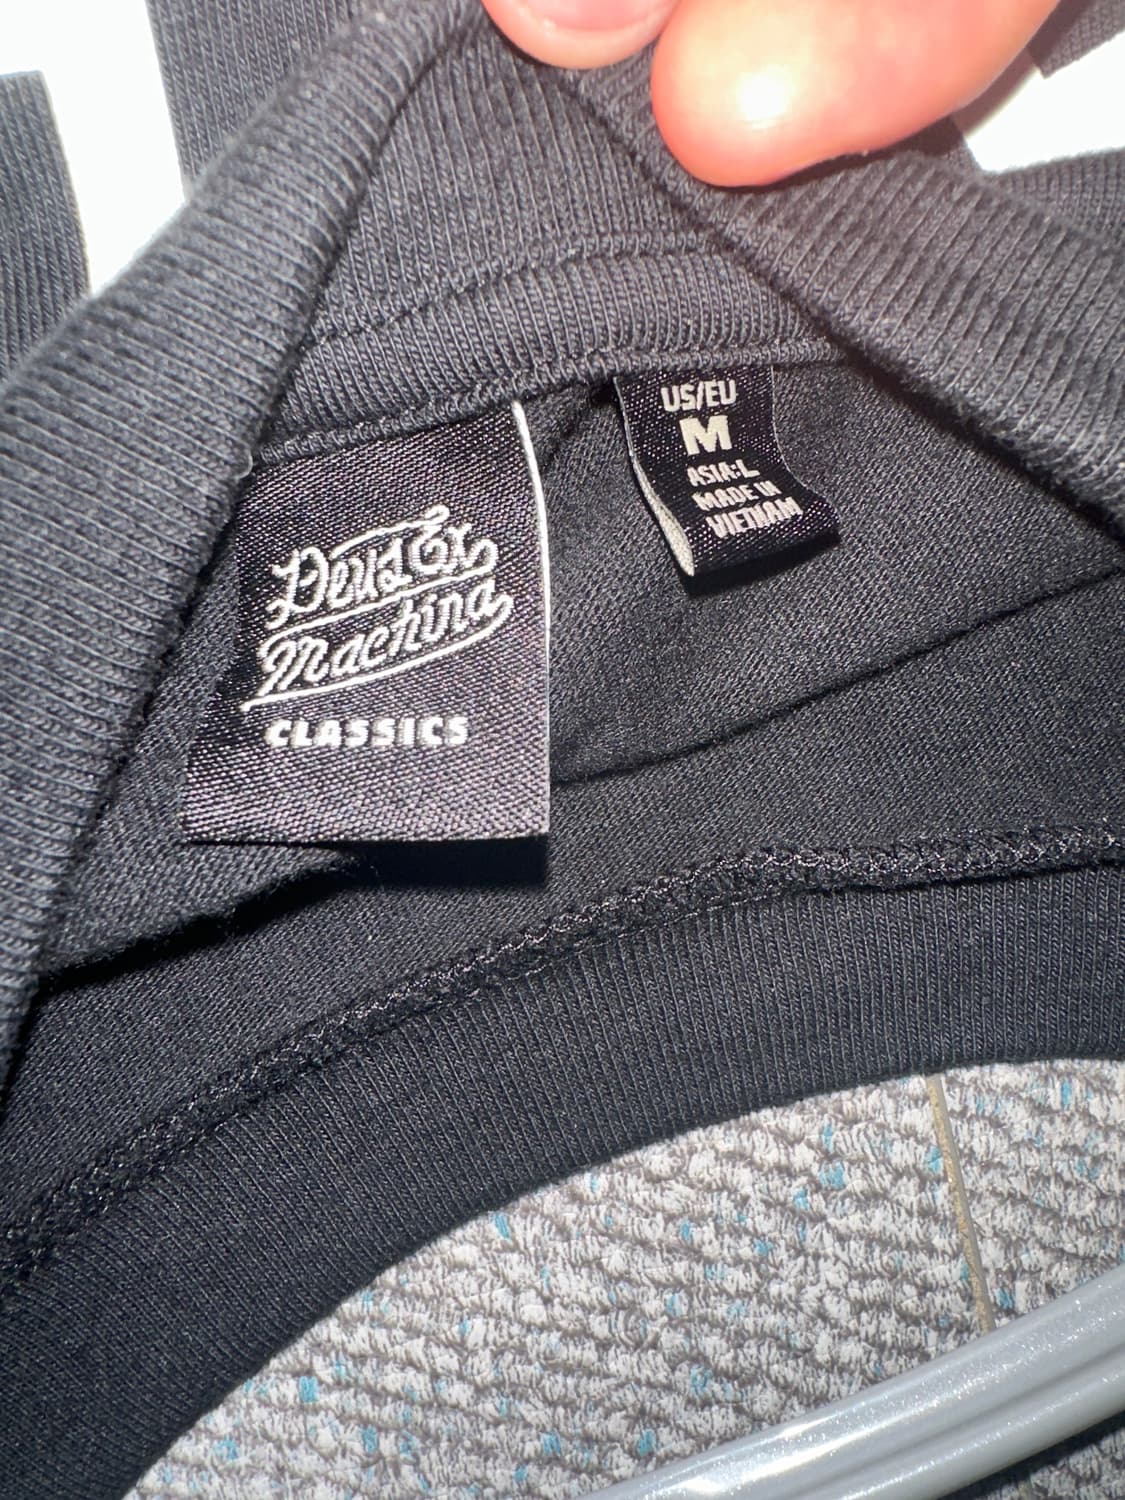 Deus Ex
Machina
CLASSICS
US/EU
M
ASIA:L
MADE IN
VIETNAM